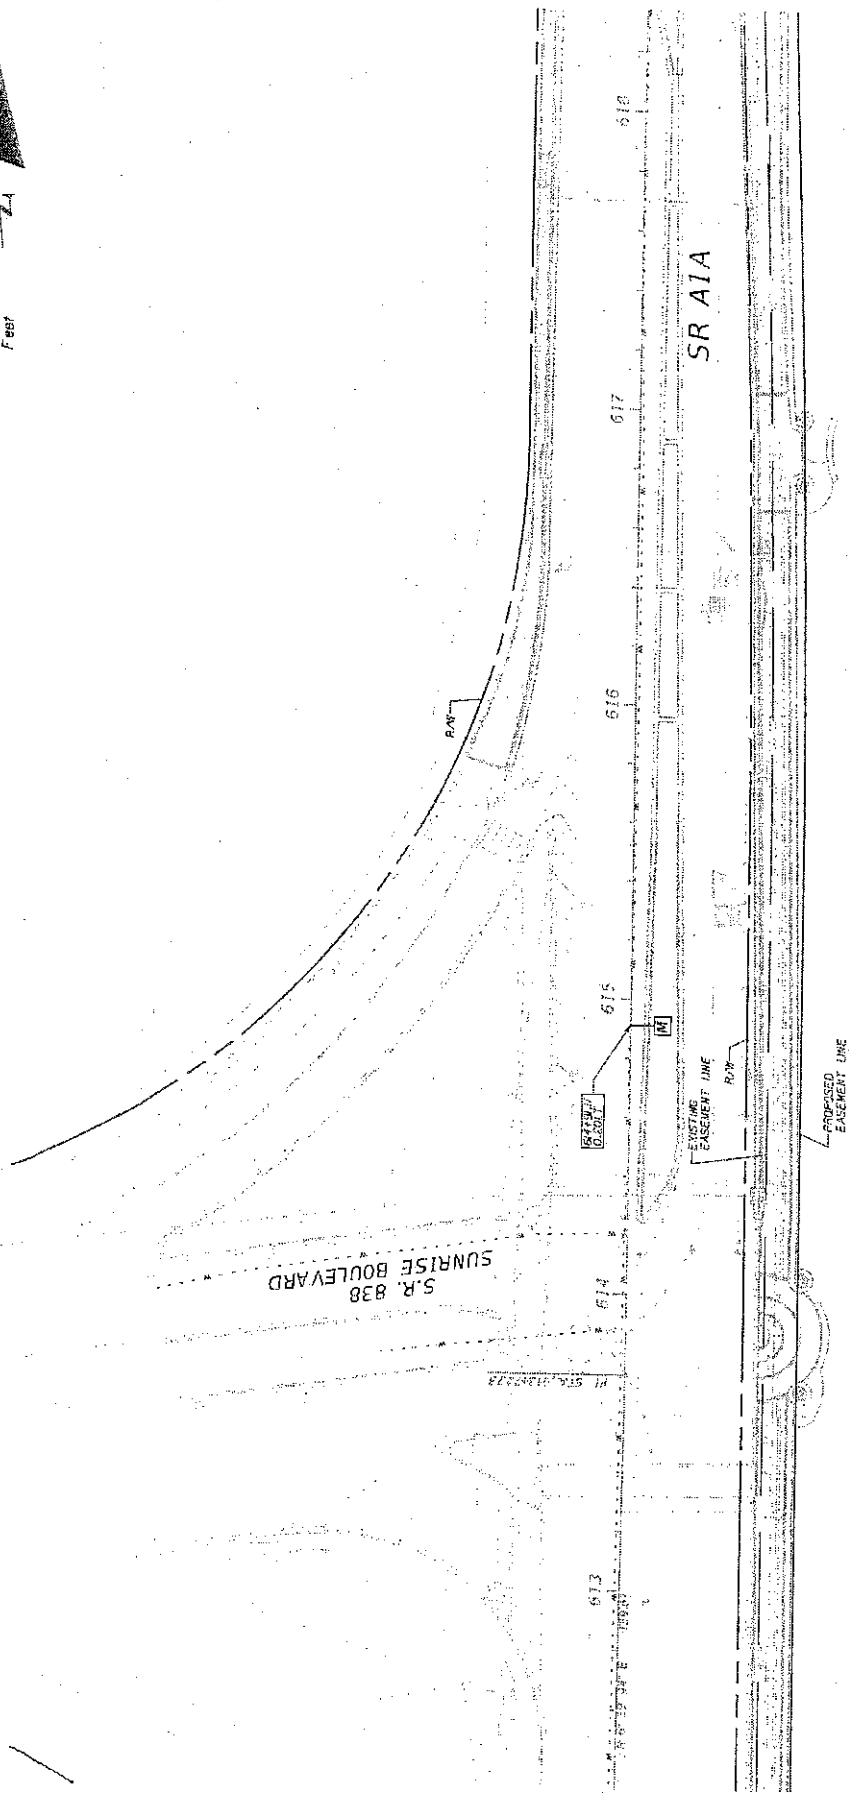 Feet
618
SR A1A
617
616
R/W
615
M
EXISTING
EASEMENT LINE
R/W
PROPOSED
EASEMENT LINE
S.R. 838
SUNRISE BOULEVARD
614
613